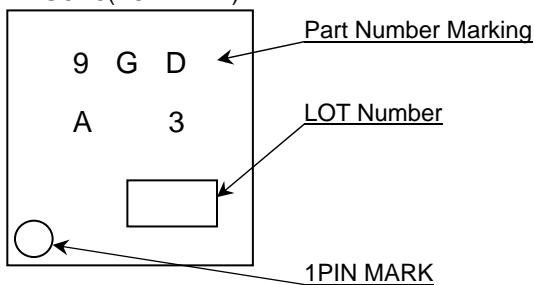 Part Number Marking
9 G D
A 3
LOT Number
1PIN MARK